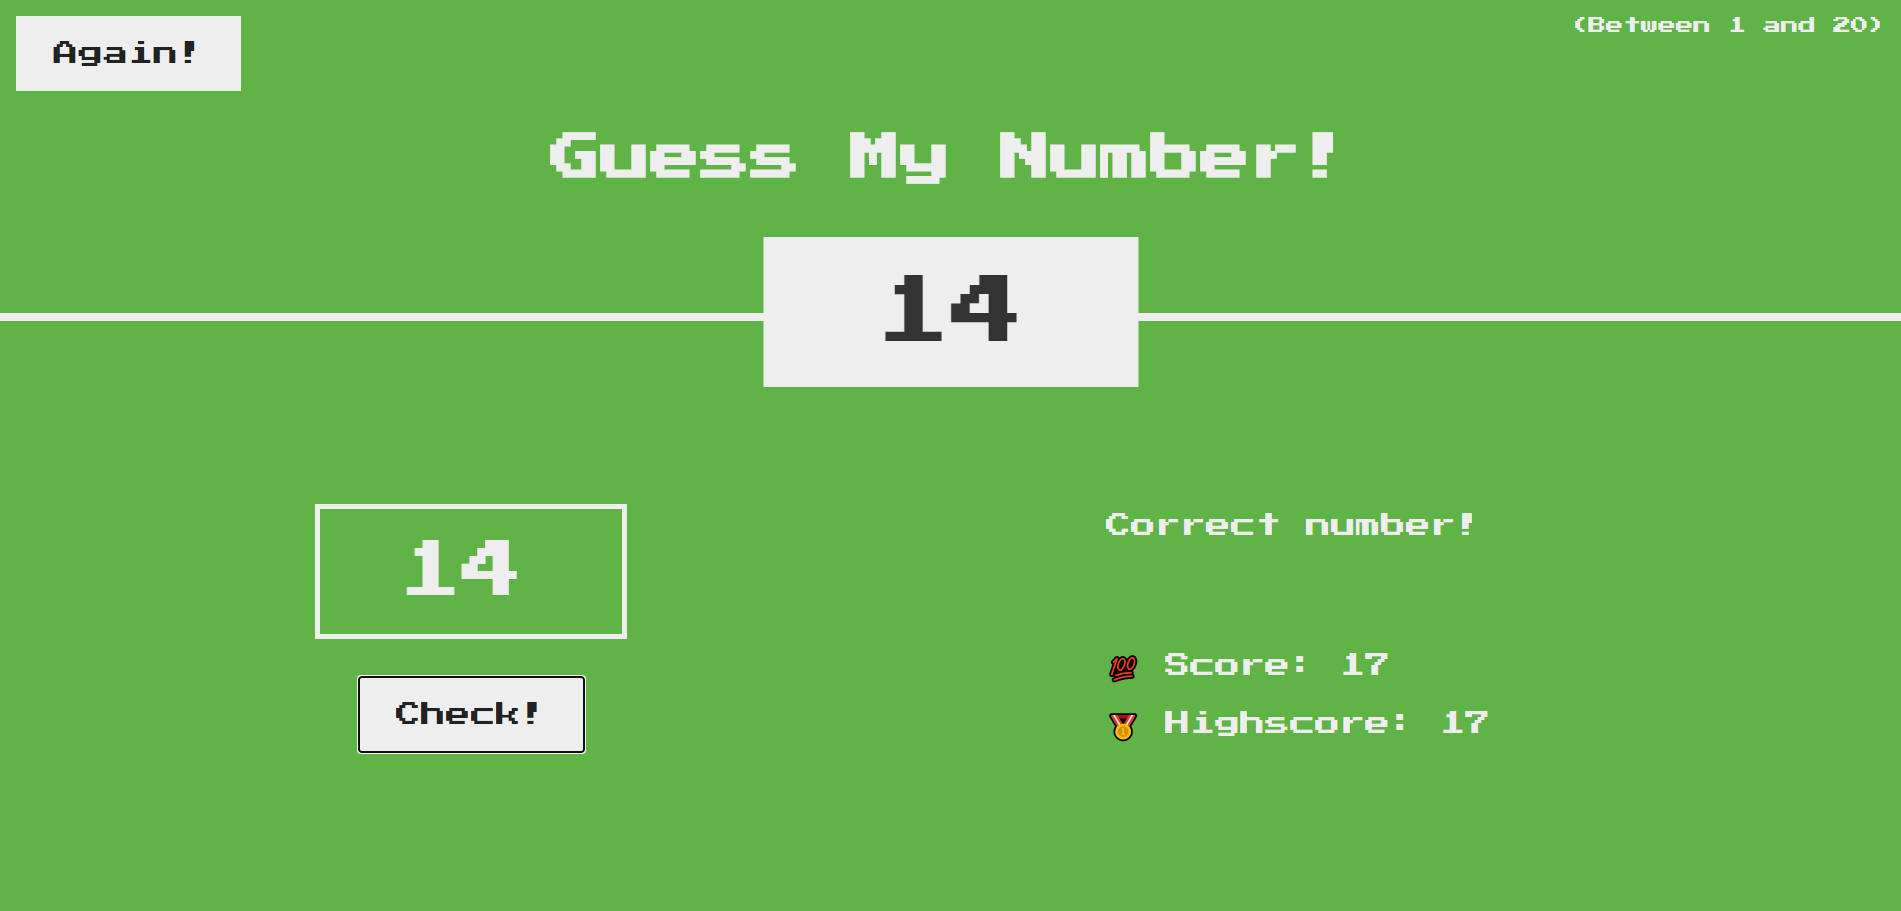 Again!
(Between 1 and 20)
Guess My Number!
14
14
Check!
Correct number!
💯 Score: 17
🥇 Highscore: 17